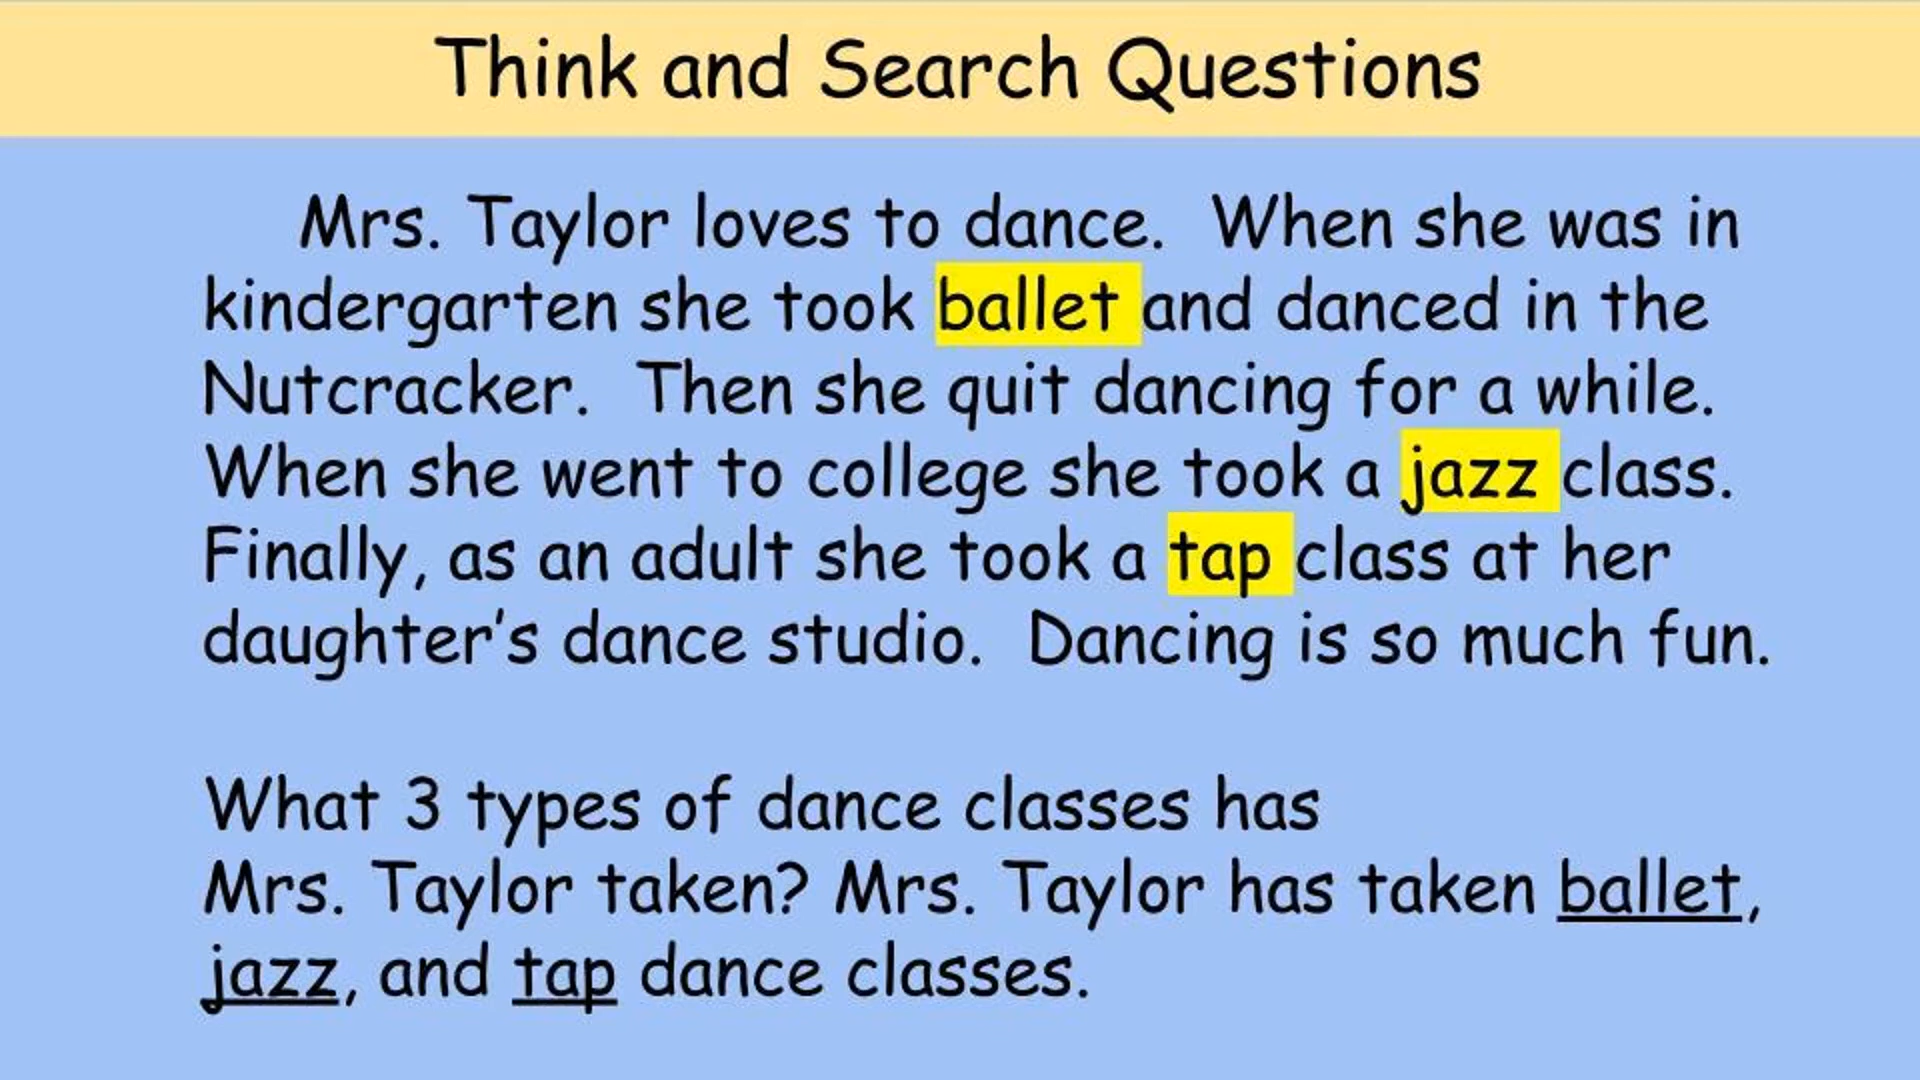 Think and Search Questions
Mrs. Taylor loves to dance.  When she was in
kindergarten she took ballet and danced in the
Nutcracker.  Then she quit dancing for a while.
When she went to college she took a jazz class.
Finally, as an adult she took a tap class at her
daughter’s dance studio.  Dancing is so much fun.
What 3 types of dance classes has
Mrs. Taylor taken? Mrs. Taylor has taken ballet,
jazz, and tap dance classes.